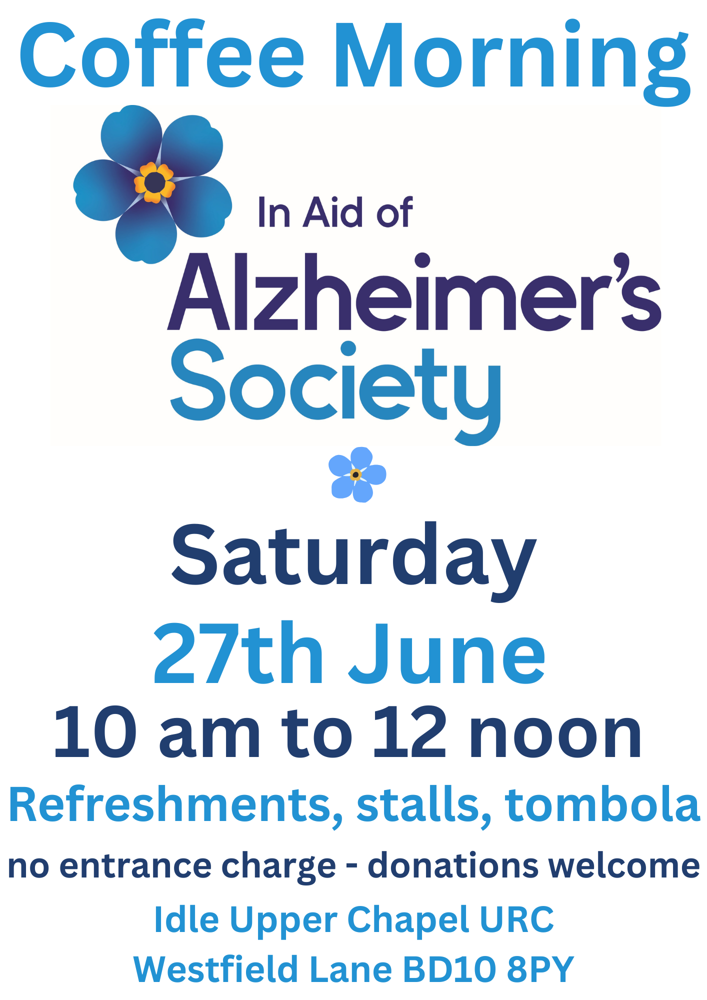 Coffee Morning
In Aid of
Alzheimer's
Society
Saturday
27th June
10 am to 12 noon
Refreshments, stalls, tombola
no entrance charge - donations welcome
Idle Upper Chapel URC
Westfield Lane BD10 8PY